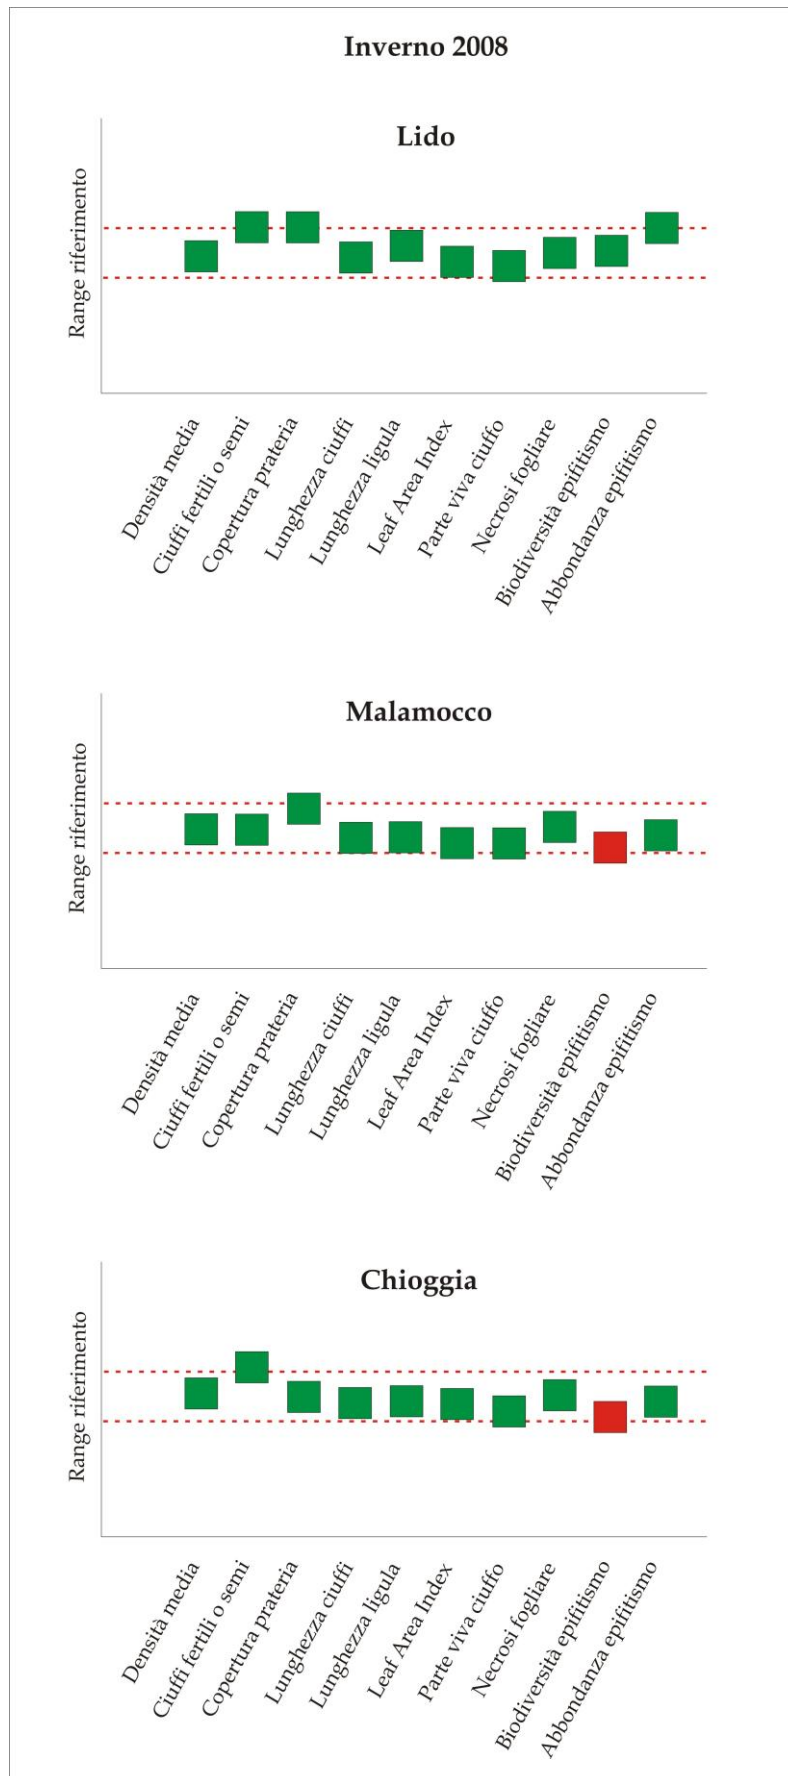 Inverno 2008
Lido
Range riferimento
Densità media
Ciuffi fertili o semi
Copertura prateria
Lunghezza ciuffi
Lunghezza ligula
Leaf Area Index
Parte viva ciuffo
Necrosi fogliare
Biodiversità epifitismo
Abbondanza epifitismo
Malamocco
Range riferimento
Densità media
Ciuffi fertili o semi
Copertura prateria
Lunghezza ciuffi
Lunghezza ligula
Leaf Area Index
Parte viva ciuffo
Necrosi fogliare
Biodiversità epifitismo
Abbondanza epifitismo
Chioggia
Range riferimento
Densità media
Ciuffi fertili o semi
Copertura prateria
Lunghezza ciuffi
Lunghezza ligula
Leaf Area Index
Parte viva ciuffo
Necrosi fogliare
Biodiversità epifitismo
Abbondanza epifitismo